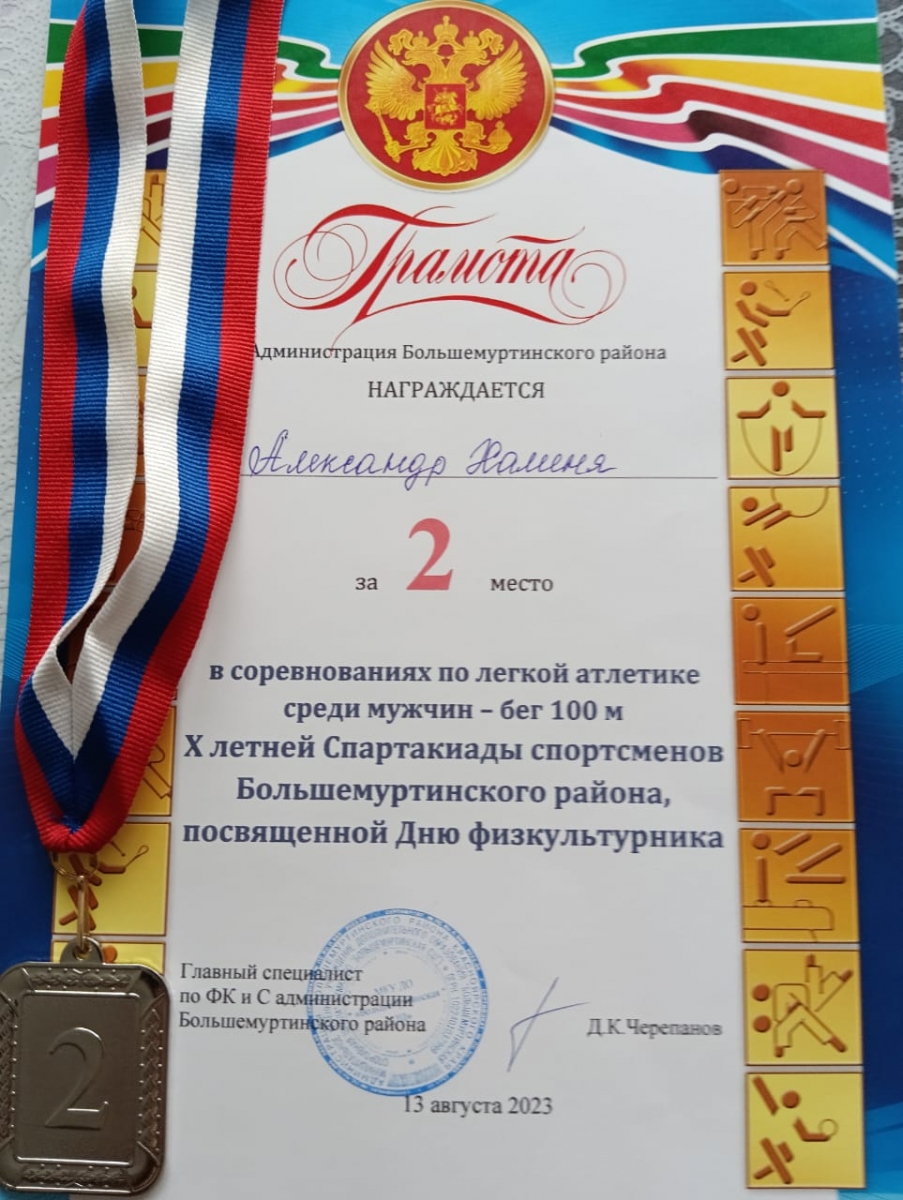 Грамота
Администрация Большемуртинского района
НАГРАЖДАЕТСЯ
Александр Халиня
за 2 место
в соревнованиях по легкой атлетике
среди мужчин – бег 100 м
X летней Спартакиады спортсменов
Большемуртинского района,
посвященной Дню физкультурника
Главный специалист
по ФК и С администрации
Большемуртинского района
Д.К.Черепанов
13 августа 2023
2